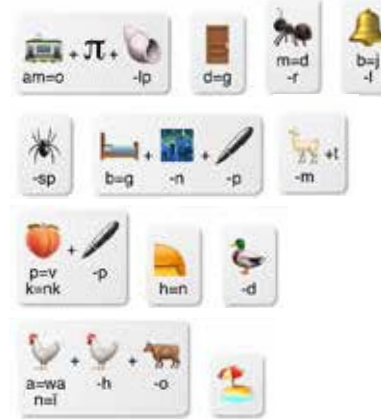 + π +
am=o -lp d=g m=d b=j
-r -l
+ + +t
-sp b=g -n -p -m
+
p=v -p h=n -d
k=nk
+ +
a=wa -h -o
n=l